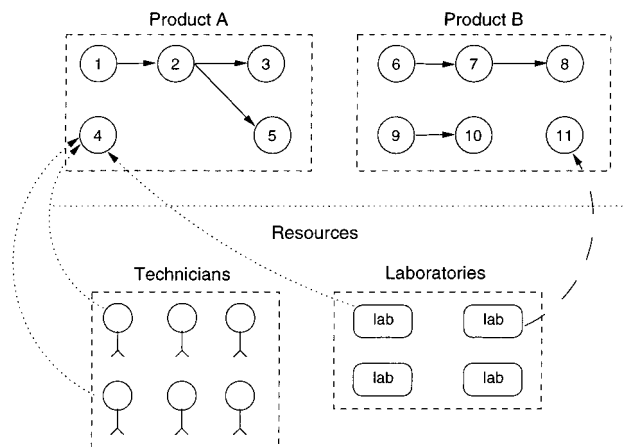 Product A
Product B
1 2 3
6 7 8
4 5
9 10 11
Resources
Technicians
Laboratories
lab lab
lab lab